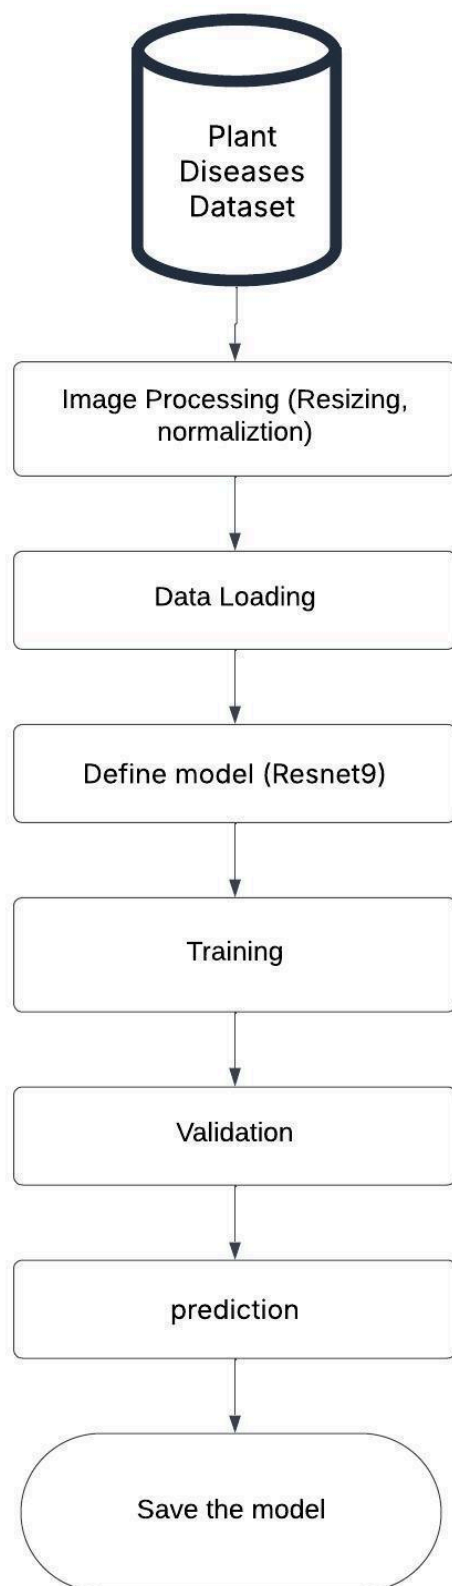 Plant
Diseases
Dataset
Image Processing (Resizing,
normaliztion)
Data Loading
Define model (Resnet9)
Training
Validation
prediction
Save the model